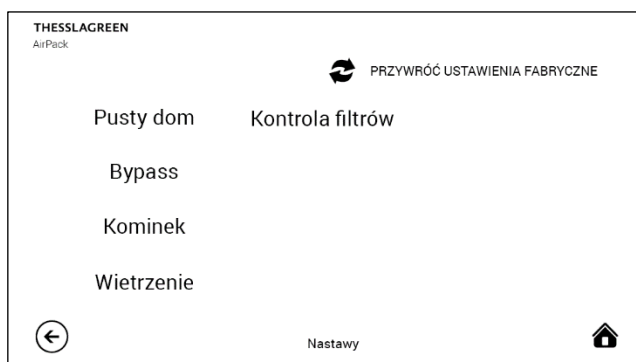 THESSLAGREEN
AirPack
PRZYWRÓĆ USTAWIENIA FABRYCZNE
Pusty dom
Kontrola filtrów
Bypass
Kominek
Wietrzenie
Nastawy